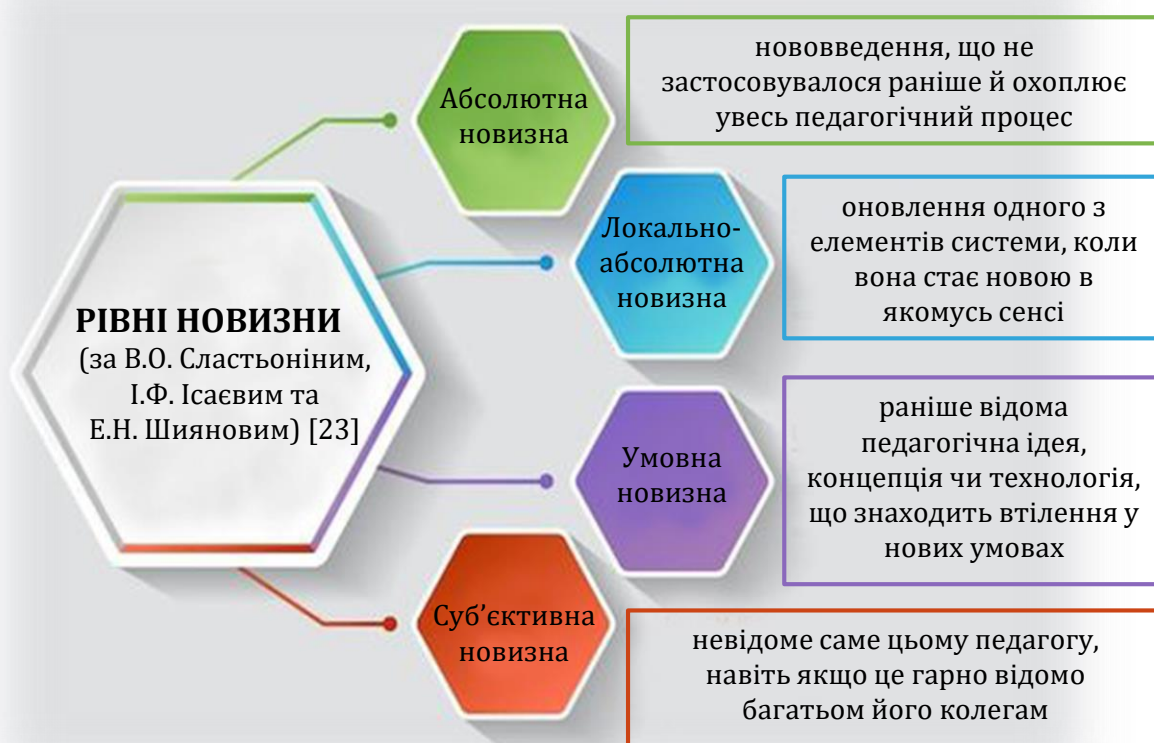 РІВНІ НОВИЗНИ
(за В.О. Сластьоніним,
І.Ф. Ісаєвим та
Е.Н. Шияновим) [23]
Абсолютна
новизна
нововведення, що не
застосовувалося раніше й охоплює
увесь педагогічний процес
Локально-
абсолютна
новизна
оновлення одного з
елементів системи, коли
вона стає новою в
якомусь сенсі
Умовна
новизна
раніше відома
педагогічна ідея,
концепція чи технологія,
що знаходить втілення у
нових умовах
Суб’єктивна
новизна
невідоме саме цьому педагогу,
навіть якщо це гарно відомо
багатьом його колегам